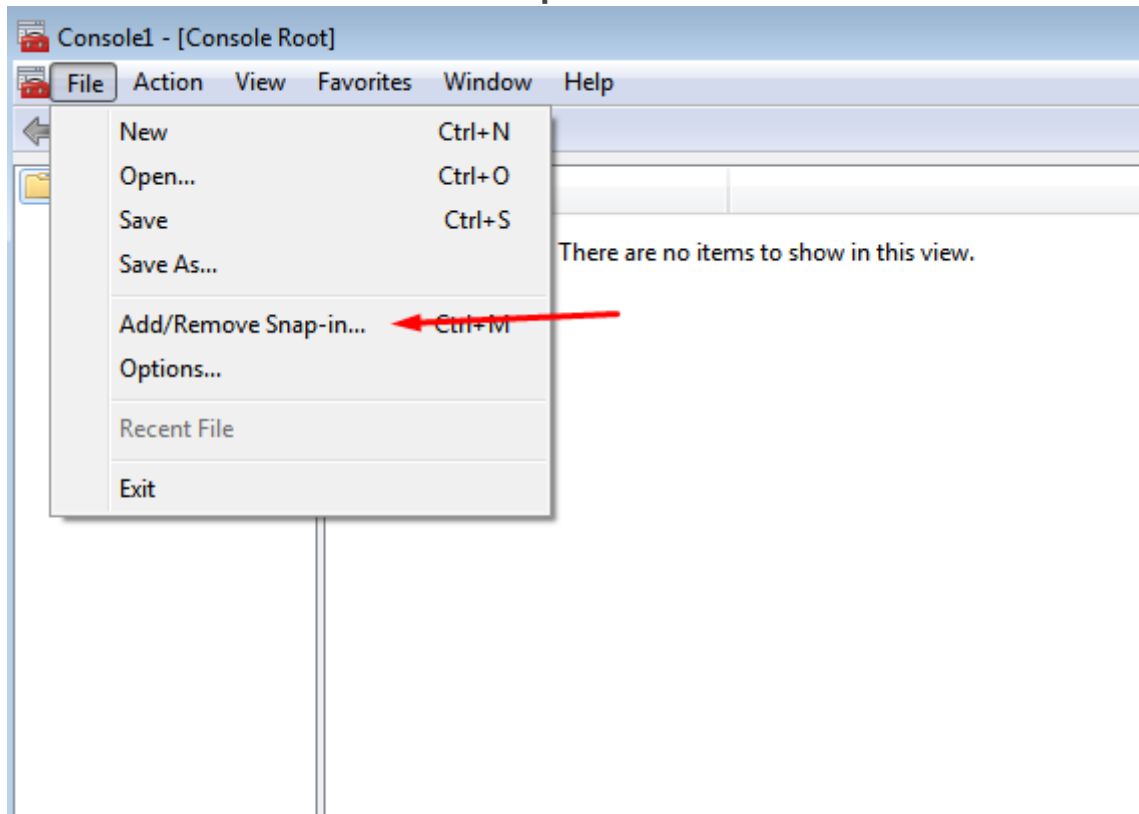 Console1 - [Console Root]
File Action View Favorites Window Help
New Ctrl+N
Open... Ctrl+O
Save Ctrl+S
Save As...
There are no items to show in this view.
Add/Remove Snap-in... Ctrl+M
Options...
Recent File
Exit